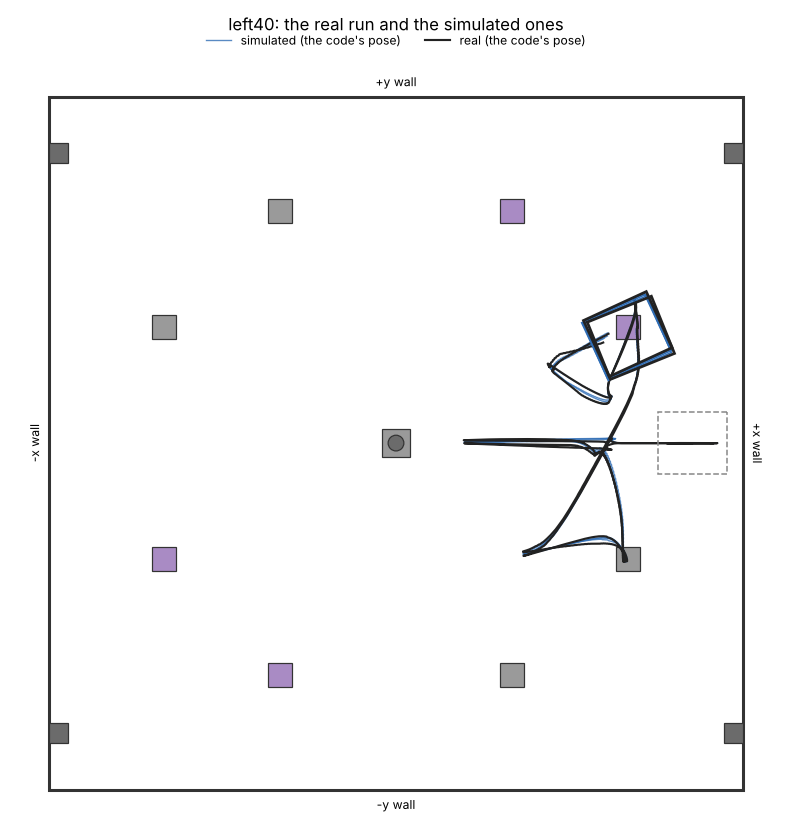 left40: the real run and the simulated ones
simulated (the code's pose) real (the code's pose)
+y wall
-x wall
+x wall
-y wall